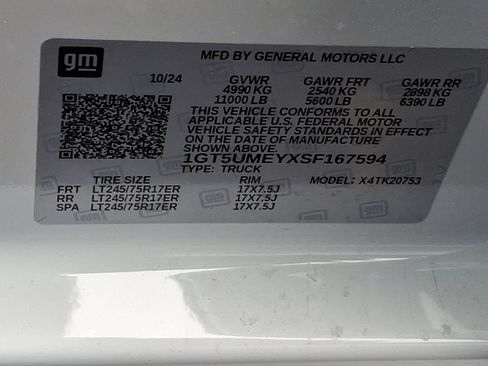 gm
MFD BY GENERAL MOTORS LLC
10/24 GVWR GAWR FRT GAWR RR
4990 KG 2540 KG 2898 KG
11000 LB 5600 LB 6390 LB
THIS VEHICLE CONFORMS TO ALL
APPLICABLE U.S. FEDERAL MOTOR
VEHICLE SAFETY STANDARDS IN EFFECT
ON THE DATE OF MANUFACTURE
SHOWN ABOVE.
1GT5UMEYXSF167594
TYPE: TRUCK MODEL: X4TK20753
TIRE SIZE RIM
FRT LT245/75R17ER 17X7.5J
RR LT245/75R17ER 17X7.5J
SPA LT245/75R17ER 17X7.5J